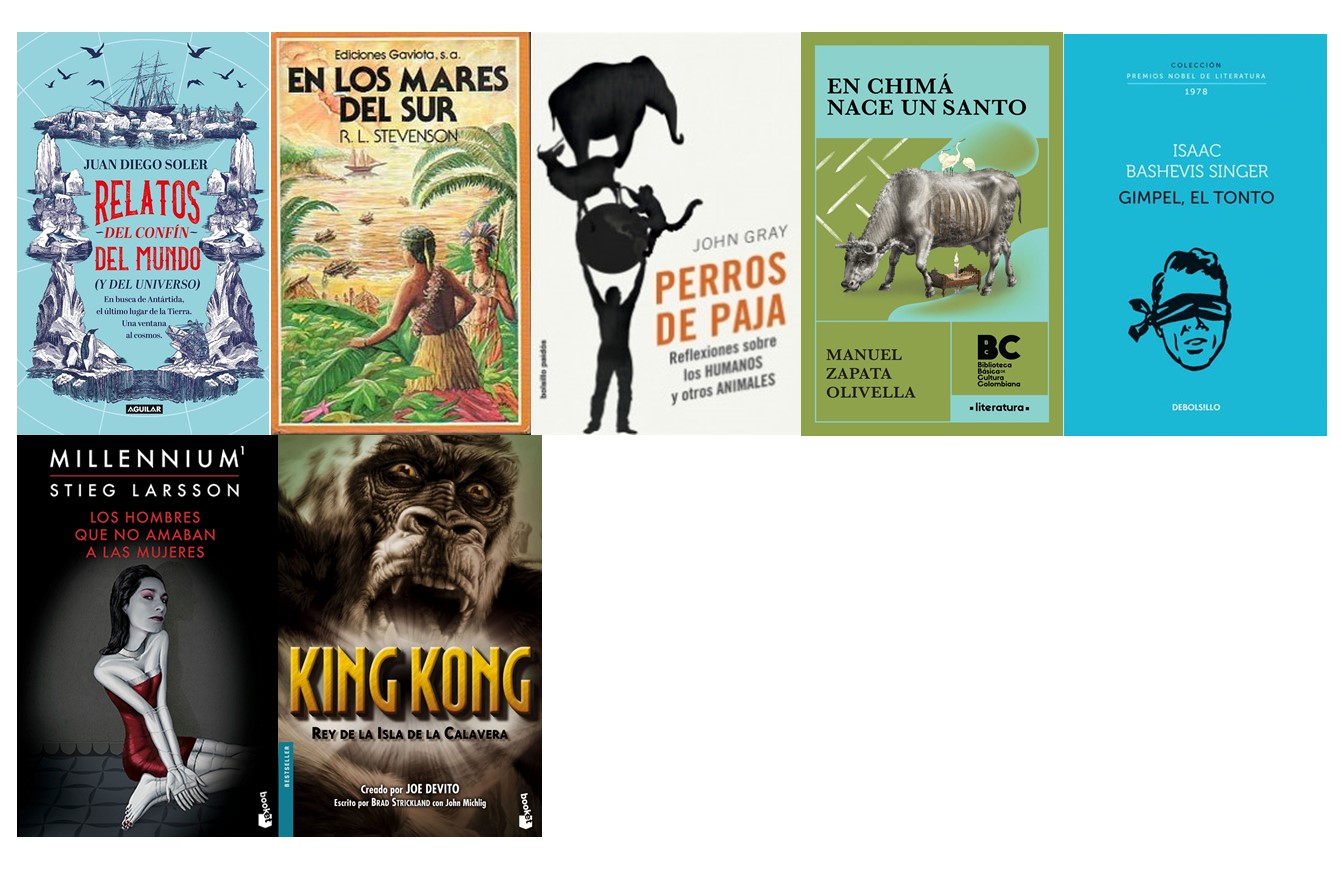 JUAN DIEGO SOLER
RELATOS
-DEL CONFÍN-
DEL MUNDO
(Y DEL UNIVERSO)
En busca de Antártida,
el último lugar de la Tierra.
Una ventana
al cosmos.
AGUILAR
Ediciones Gaviota, s.a.
EN LOS MARES
DEL SUR
R. L. STEVENSON
JOHN GRAY
PERROS
DE PAJA
Reflexiones sobre
los HUMANOS
y otros ANIMALES
bolsillo paidós
EN CHIMÁ
NACE UN SANTO
MANUEL
ZAPATA
OLIVELLA
BC
Biblioteca
Básica DE
Cultura
Colombiana
literatura
COLECCIÓN
PREMIOS NOBEL DE LITERATURA
1978
ISAAC
BASHEVIS SINGER
GIMPEL, EL TONTO
DEBOLS!LLO
MILLENNIUM 1
STIEG LARSSON
LOS HOMBRES
QUE NO AMABAN
A LAS MUJERES
booket
KING KONG
REY DE LA ISLA DE LA CALAVERA
BESTSELLER
Creado por JOE DEVITO
Escrito por BRAD STRICKLAND con John Michlig
booket